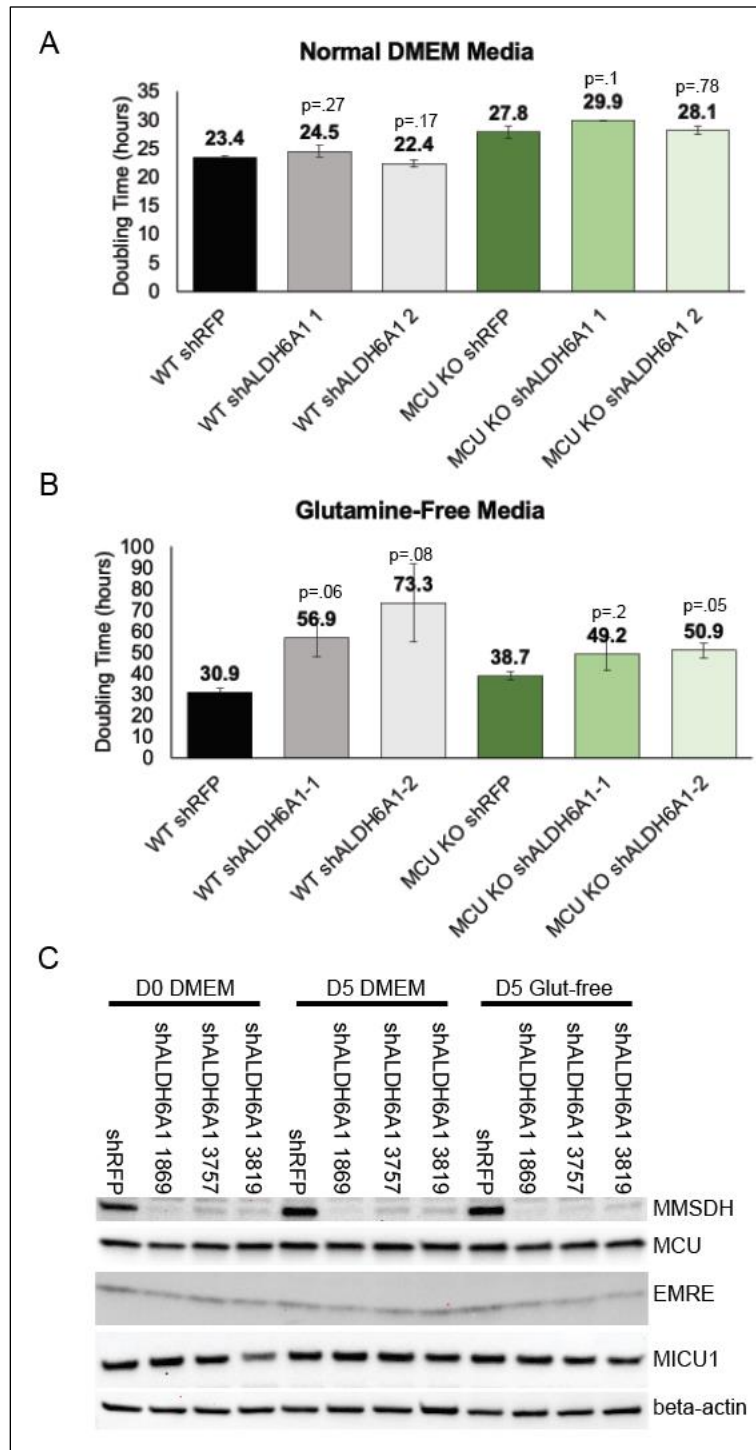 A
Normal DMEM Media
Doubling Time (hours)
35
30
25
20
15
10
5
0
23.4
p=.27
24.5
p=.17
22.4
27.8
p=.1
29.9
p=.78
28.1
WT shRFP
WT shALDH6A1 1
WT shALDH6A1 2
MCU KO shRFP
MCU KO shALDH6A1 1
MCU KO shALDH6A1 2
B
Glutamine-Free Media
Doubling Time (hours)
100
90
80
70
60
50
40
30
20
10
0
30.9
p=.06
56.9
p=.08
73.3
38.7
p=.2
49.2
p=.05
50.9
WT shRFP
WT shALDH6A1-1
WT shALDH6A1-2
MCU KO shRFP
MCU KO shALDH6A1-1
MCU KO shALDH6A1-2
C
D0 DMEM
D5 DMEM
D5 Glut-free
shRFP
shALDH6A1 1869
shALDH6A1 3757
shALDH6A1 3819
shRFP
shALDH6A1 1869
shALDH6A1 3757
shALDH6A1 3819
shRFP
shALDH6A1 1869
shALDH6A1 3757
shALDH6A1 3819
MMSDH
MCU
EMRE
MICU1
beta-actin